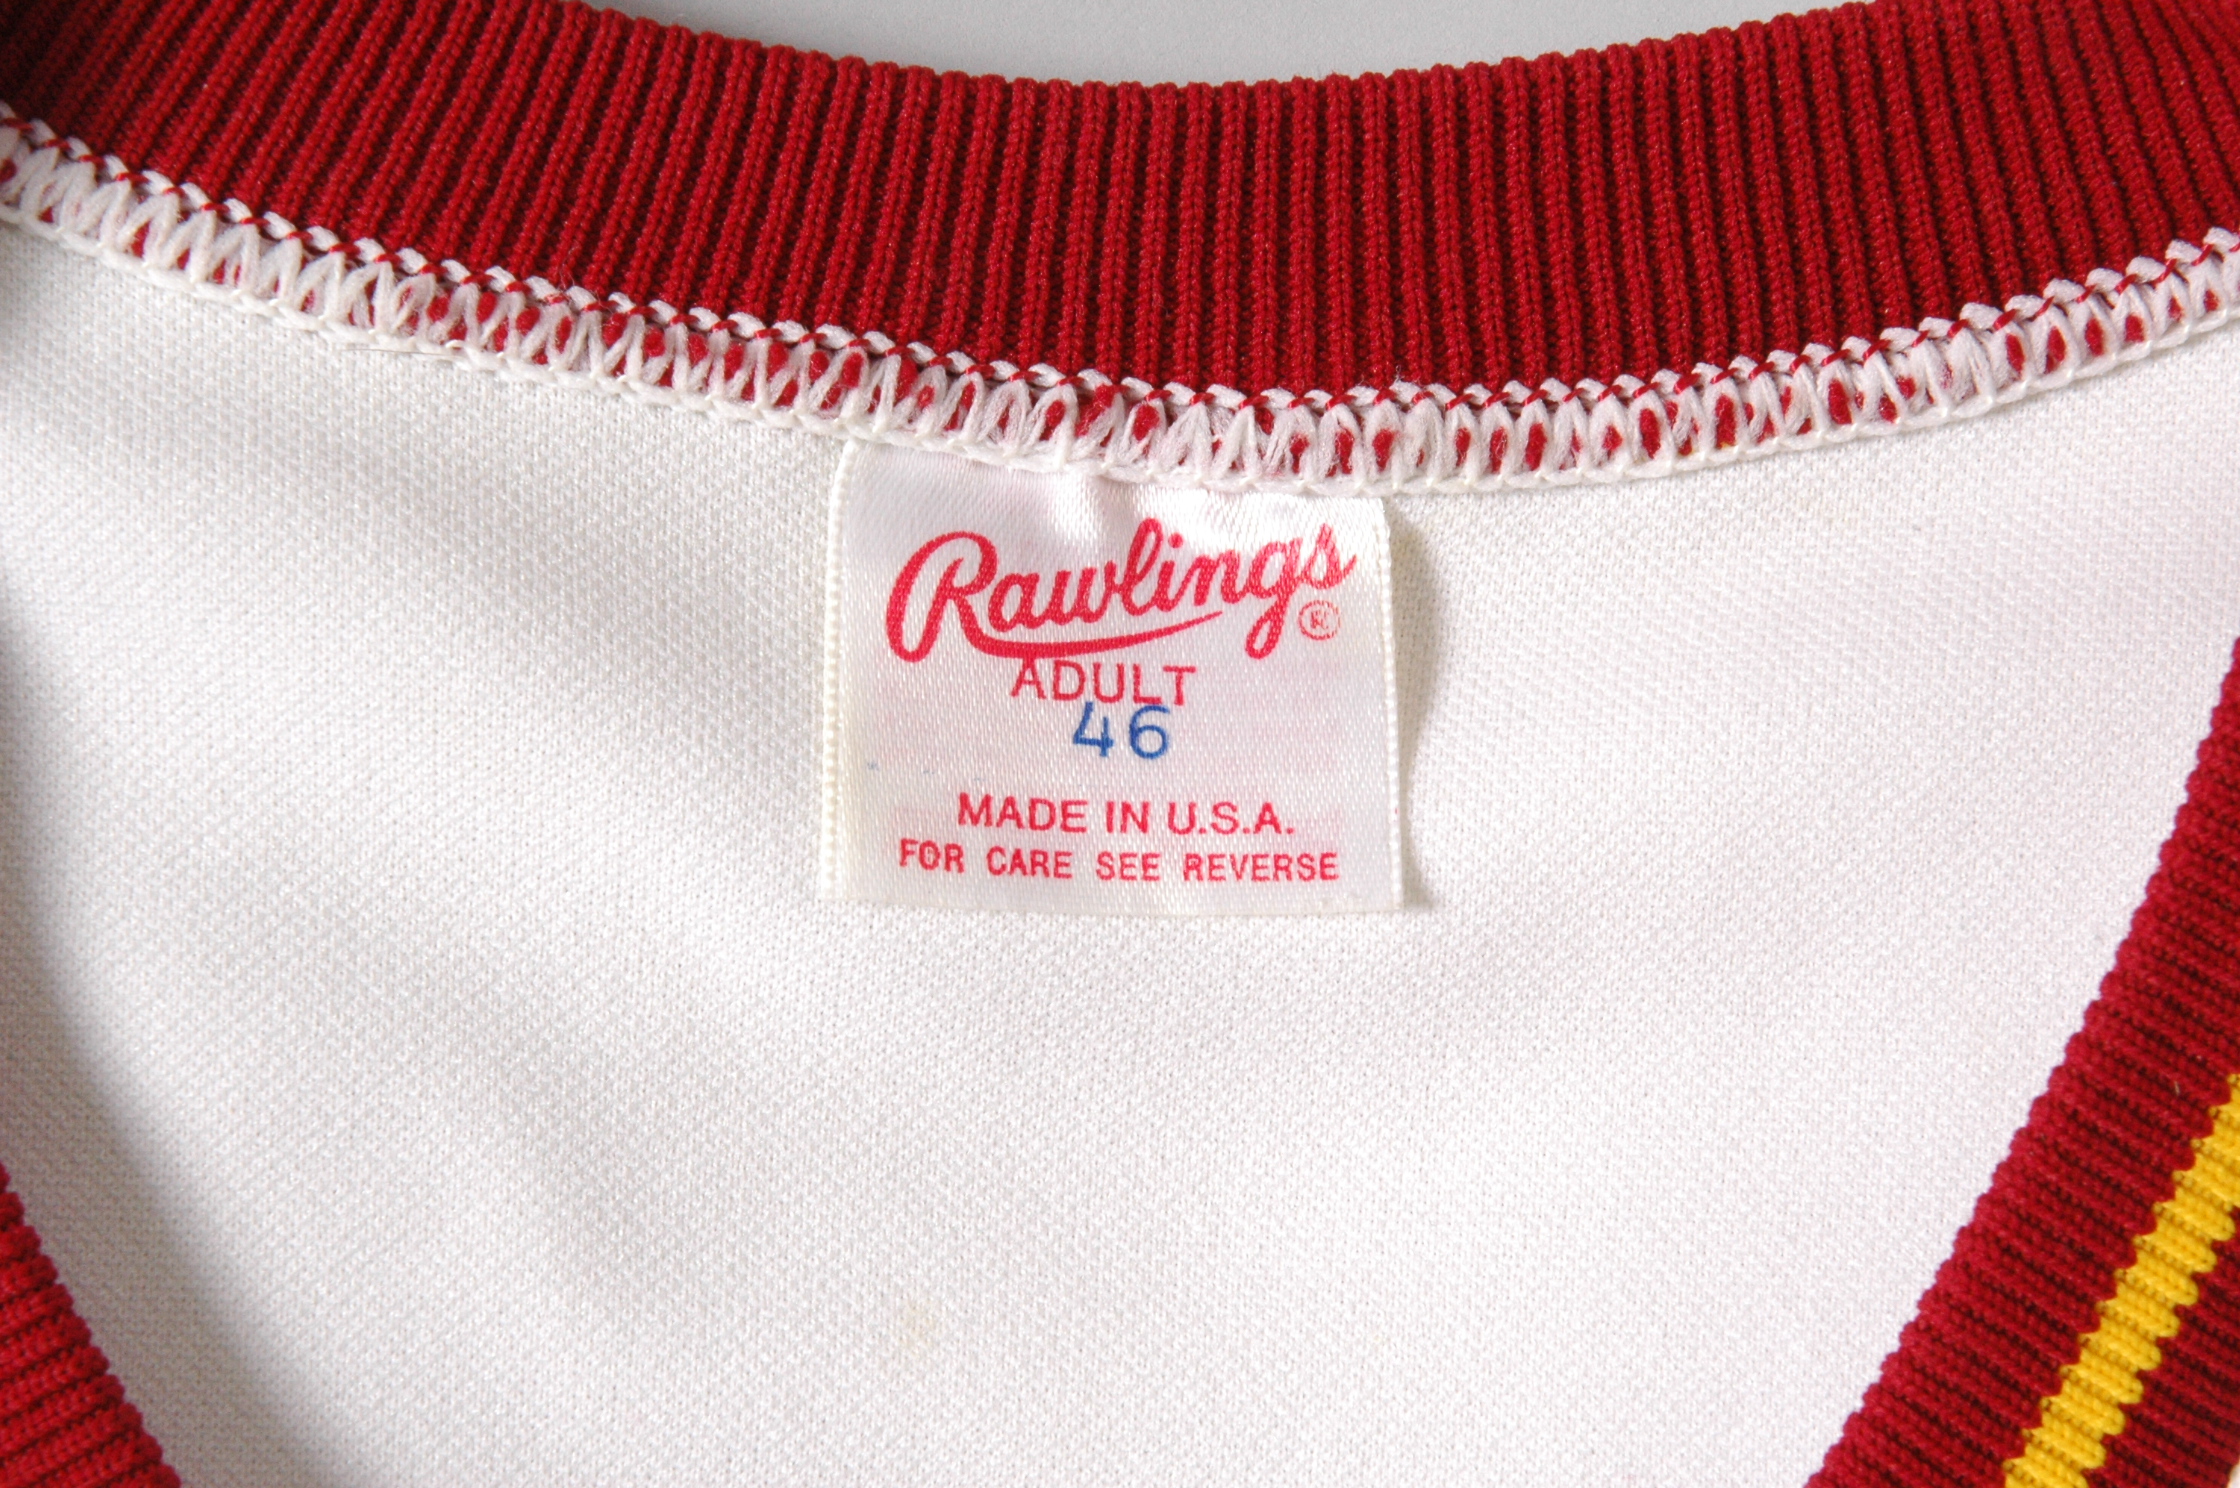 Rawlings®
ADULT
46
MADE IN U.S.A.
FOR CARE SEE REVERSE